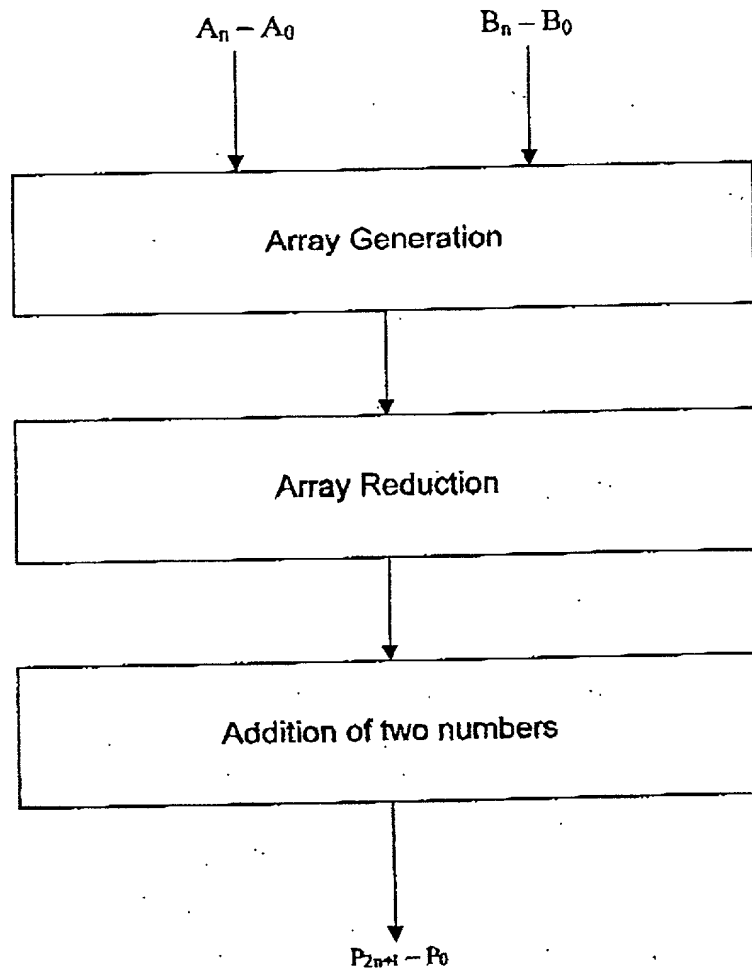 Aₙ – A₀
Bₙ – B₀
Array Generation
Array Reduction
Addition of two numbers
P₂ₙ₊₁ – P₀